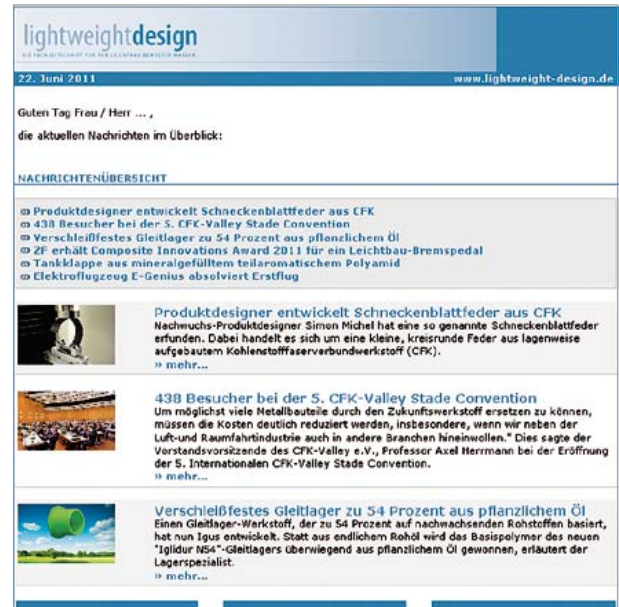 lightweightdesign
DIE FACHZEITSCHRIFT FÜR DEN LEICHTBAU BEWEGTER MASSEN
22. Juni 2011
www.lightweight-design.de
Guten Tag Frau / Herr ... ,
die aktuellen Nachrichten im Überblick:
NACHRICHTENÜBERSICHT
Produktdesigner entwickelt Schneckenblattfeder aus CFK
438 Besucher bei der 5. CFK-Valley Stade Convention
Verschleißfestes Gleitlager zu 54 Prozent aus pflanzlichem Öl
ZF erhält Composite Innovations Award 2011 für ein Leichtbau-Bremspedal
Tankklappe aus mineralgefülltem teilaromatischem Polyamid
Elektroflugzeug E-Genius absolviert Erstflug
Produktdesigner entwickelt Schneckenblattfeder aus CFK
Nachwuchs-Produktdesigner Simon Michel hat eine so genannte Schneckenblattfeder
erfunden. Dabei handelt es sich um eine kleine, kreisrunde Feder aus lagenweise
aufgebautem Kohlenstofffaserverbundwerkstoff (CFK).
» mehr...
438 Besucher bei der 5. CFK-Valley Stade Convention
Um möglichst viele Metallbauteile durch den Zukunftswerkstoff ersetzen zu können,
müssen die Kosten deutlich reduziert werden, insbesondere, wenn wir neben der
Luft-und Raumfahrtindustrie auch in andere Branchen hineinwollen." Dies sagte der
Vorstandsvorsitzende des CFK-Valley e.V., Professor Axel Herrmann bei der Eröffnung
der 5. Internationalen CFK-Valley Stade Convention.
» mehr...
Verschleißfestes Gleitlager zu 54 Prozent aus pflanzlichem Öl
Einen Gleitlager-Werkstoff, der zu 54 Prozent auf nachwachsenden Rohstoffen basiert,
hat nun Igus entwickelt. Statt aus endlichem Rohöl wird das Basispolymer des neuen
"Iglidur N54"-Gleitlagers überwiegend aus pflanzlichem Öl gewonnen, erläutert der
Lagerspezialist.
» mehr...